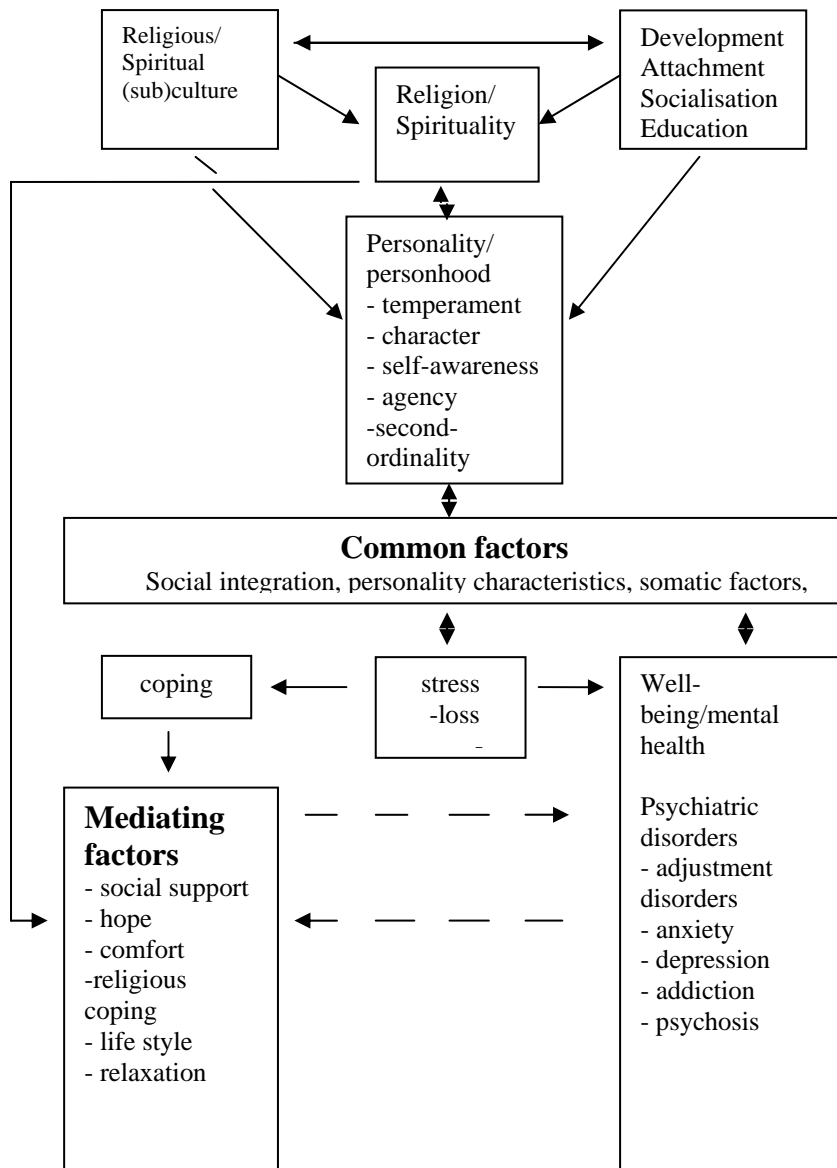 Religious/
Spiritual
(sub)culture
Religion/
Spirituality
Development
Attachment
Socialisation
Education
Personality/
personhood
- temperament
- character
- self-awareness
- agency
-second-
ordinality
Common factors
Social integration, personality characteristics, somatic factors,
coping
stress
-loss
-
Well-
being/mental
health
Psychiatric
disorders
- adjustment
disorders
- anxiety
- depression
- addiction
- psychosis
Mediating
factors
- social support
- hope
- comfort
-religious
coping
- life style
- relaxation